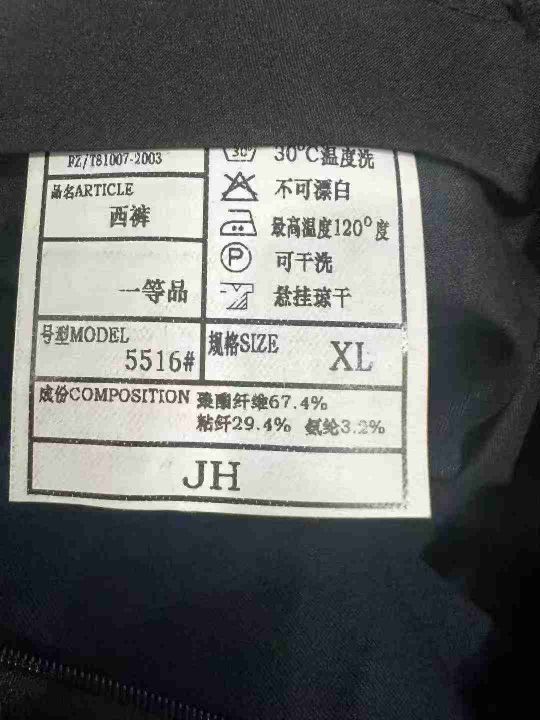 FZ/T81007-2003
30 30°C温度洗
品名ARTICLE
西裤
不可漂白
最高温度120°度
P 可干洗
一等品
悬挂琼干
号型MODEL
5516#
规格SIZE
XL
成份COMPOSITION 聚酯纤维67.4%
粘纤29.4% 氨纶3.2%
JH